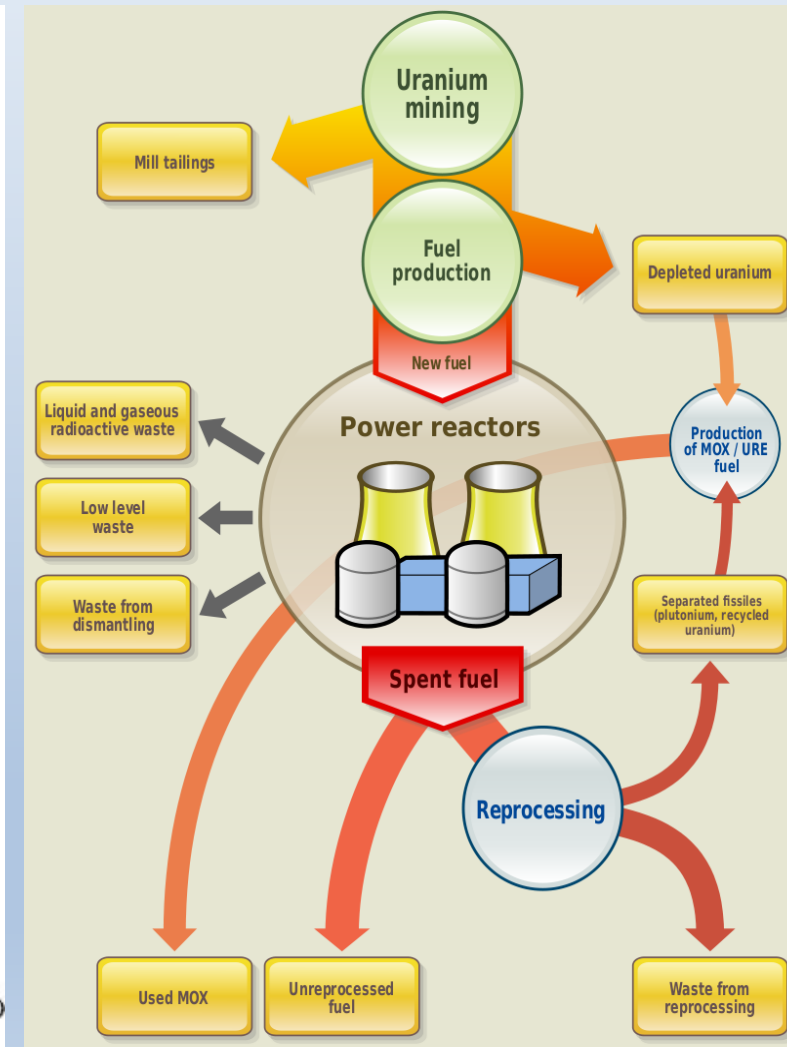 Uranium
mining
Mill tailings
Fuel
production
Depleted uranium
New fuel
Liquid and gaseous
radioactive waste
Power reactors
Production
of MOX / URE
fuel
Low level
waste
Waste from
dismantling
Separated fissiles
(plutonium, recycled
uranium)
Spent fuel
Reprocessing
Used MOX
Unreprocessed
fuel
Waste from
reprocessing